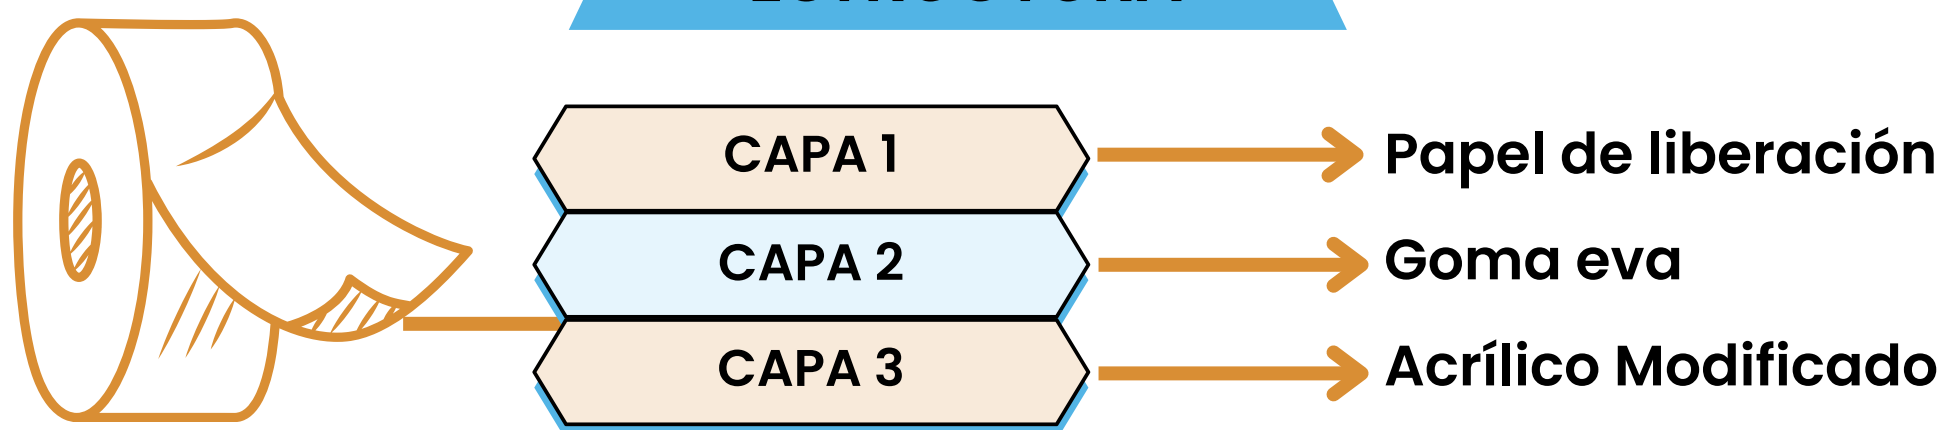 CAPA 1
Papel de liberación
CAPA 2
Goma eva
CAPA 3
Acrílico Modificado